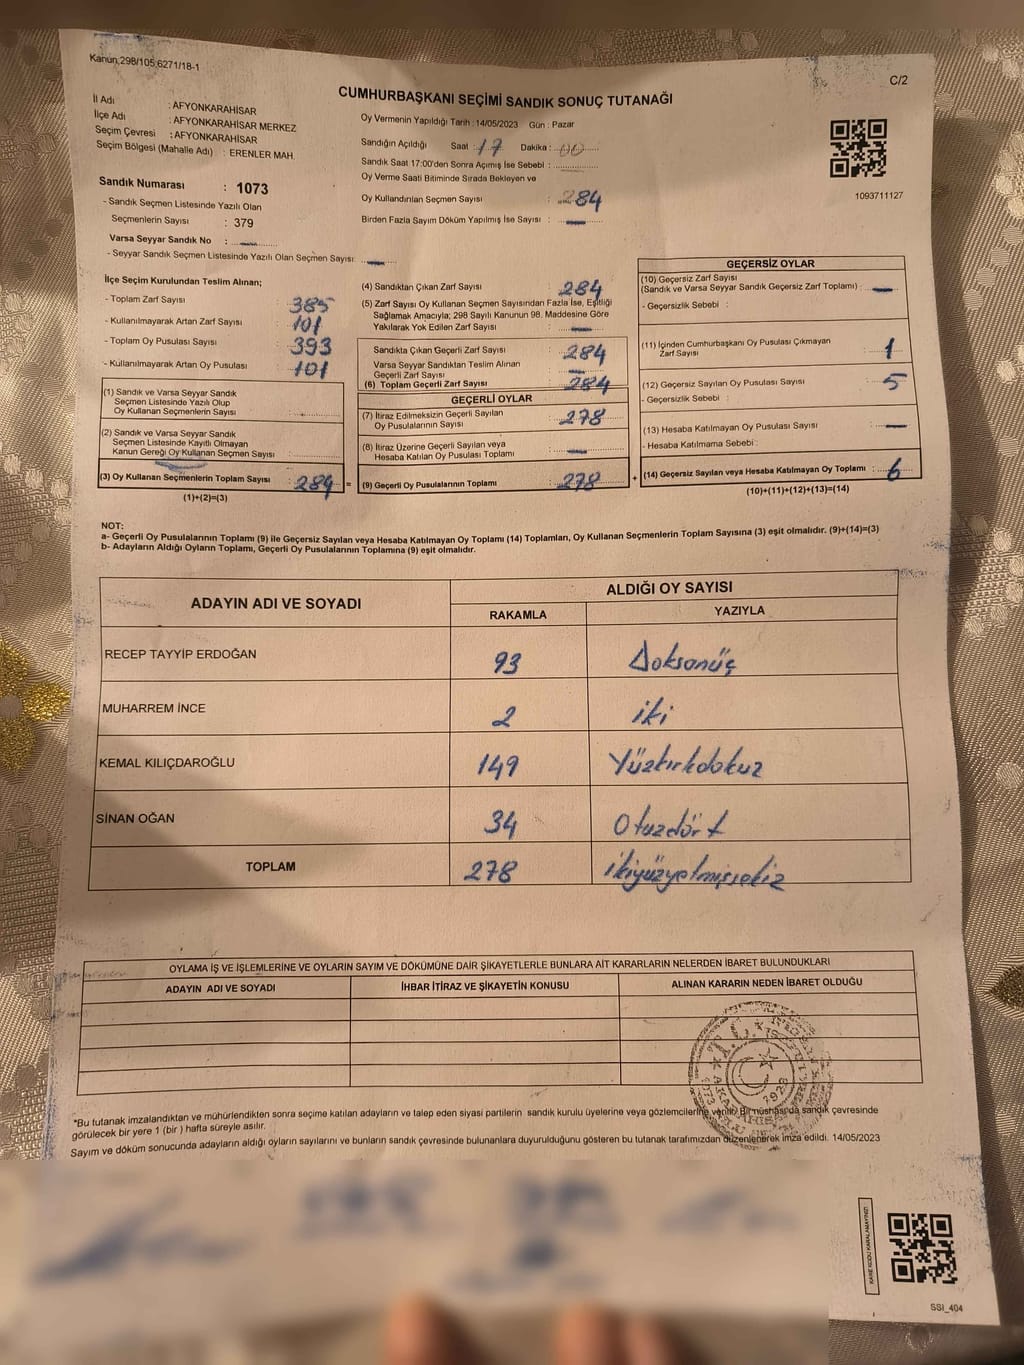 Kanun;298/105;6271/18-1
C/2
CUMHURBAŞKANI SEÇİMİ SANDIK SONUÇ TUTANAĞI
İl Adı : AFYONKARAHİSAR
İlçe Adı : AFYONKARAHİSAR MERKEZ
Seçim Çevresi : AFYONKARAHİSAR
Seçim Bölgesi (Mahalle Adı) : ERENLER MAH.
Oy Vermenin Yapıldığı Tarih : 14/05/2023 Gün : Pazar
Sandığın Açıldığı Saat : 17 Dakika : 00
Sandık Saat 17:00'den Sonra Açılmış İse Sebebi :
Oy Verme Saati Bitiminde Sırada Bekleyen ve
Oy Kullandırılan Seçmen Sayısı : 284
Birden Fazla Sayım Döküm Yapılmış İse Sayısı : —
1093711127
Sandık Numarası : 1073
- Sandık Seçmen Listesinde Yazılı Olan
Seçmenlerin Sayısı : 379
Varsa Seyyar Sandık No : —
- Seyyar Sandık Seçmen Listesinde Yazılı Olan Seçmen Sayısı : —
İlçe Seçim Kurulundan Teslim Alınan;
- Toplam Zarf Sayısı : 385
- Kullanılmayarak Artan Zarf Sayısı : 101
- Toplam Oy Pusulası Sayısı : 393
- Kullanılmayarak Artan Oy Pusulası : 101
(1) Sandık ve Varsa Seyyar Sandık
Seçmen Listesinde Yazılı Olup
Oy Kullanan Seçmenlerin Sayısı :
(2) Sandık ve Varsa Seyyar Sandık
Seçmen Listesinde Kayıtlı Olmayan
Kanun Gereği Oy Kullanan Seçmen Sayısı :
(3) Oy Kullanan Seçmenlerin Toplam Sayısı : 284 =
(1)+(2)=(3)
(4) Sandıktan Çıkan Zarf Sayısı : 284
(5) Zarf Sayısı Oy Kullanan Seçmen Sayısından Fazla İse, Eşitliği
Sağlamak Amacıyla; 298 Sayılı Kanunun 98. Maddesine Göre
Yakılarak Yok Edilen Zarf Sayısı : —
Sandıkta Çıkan Geçerli Zarf Sayısı : 284
Varsa Seyyar Sandıktan Teslim Alınan
Geçerli Zarf Sayısı : —
(6) Toplam Geçerli Zarf Sayısı : 284
GEÇERLİ OYLAR
(7) İtiraz Edilmeksizin Geçerli Sayılan
Oy Pusulalarının Sayısı : 278
(8) İtiraz Üzerine Geçerli Sayılan veya
Hesaba Katılan Oy Pusulası Toplamı : —
(9) Geçerli Oy Pusulalarının Toplamı : 278 +
GEÇERSİZ OYLAR
(10) Geçersiz Zarf Sayısı
(Sandık ve Varsa Seyyar Sandık Geçersiz Zarf Toplamı) : —
- Geçersizlik Sebebi :
(11) İçinden Cumhurbaşkanı Oy Pusulası Çıkmayan
Zarf Sayısı : 1
(12) Geçersiz Sayılan Oy Pusulası Sayısı : 5
- Geçersizlik Sebebi :
(13) Hesaba Katılmayan Oy Pusulası Sayısı : —
- Hesaba Katılmama Sebebi :
(14) Geçersiz Sayılan veya Hesaba Katılmayan Oy Toplamı : 6
(10)+(11)+(12)+(13)=(14)
NOT:
a- Geçerli Oy Pusulalarının Toplamı (9) ile Geçersiz Sayılan veya Hesaba Katılmayan Oy Toplamı (14) Toplamları, Oy Kullanan Seçmenlerin Toplam Sayısına (3) eşit olmalıdır. (9)+(14)=(3)
b- Adayların Aldığı Oyların Toplamı, Geçerli Oy Pusulalarının Toplamına (9) eşit olmalıdır.
ADAYIN ADI VE SOYADI
ALDIĞI OY SAYISI
RAKAMLA YAZIYLA
RECEP TAYYİP ERDOĞAN 93 Doksanüç
MUHARREM İNCE 2 iki
KEMAL KILIÇDAROĞLU 149 Yüzkırkdokuz
SİNAN OĞAN 34 Otuzdört
TOPLAM 278 ikiyüzyetmişsekiz
OYLAMA İŞ VE İŞLEMLERİNE VE OYLARIN SAYIM VE DÖKÜMÜNE DAİR ŞİKAYETLERLE BUNLARA AİT KARARLARIN NELERDEN İBARET BULUNDUKLARI
ADAYIN ADI VE SOYADI İHBAR İTİRAZ VE ŞİKAYETİN KONUSU ALINAN KARARIN NEDEN İBARET OLDUĞU
T.C.
1073
*Bu tutanak imzalandıktan ve mühürlendikten sonra seçime katılan adayların ve talep eden siyasi partilerin sandık kurulu üyelerine veya gözlemcilerine verilir. Bir nüshası da sandık çevresinde
görülecek bir yere 1 (bir) hafta süreyle asılır.
Sayım ve döküm sonucunda adayların aldığı oyların sayılarını ve bunların sandık çevresinde bulunanlara duyurulduğunu gösteren bu tutanak tarafımızdan düzenlenerek imza edildi. 14/05/2023
KARE KODU KARALAMAYINIZ!
SSI_404